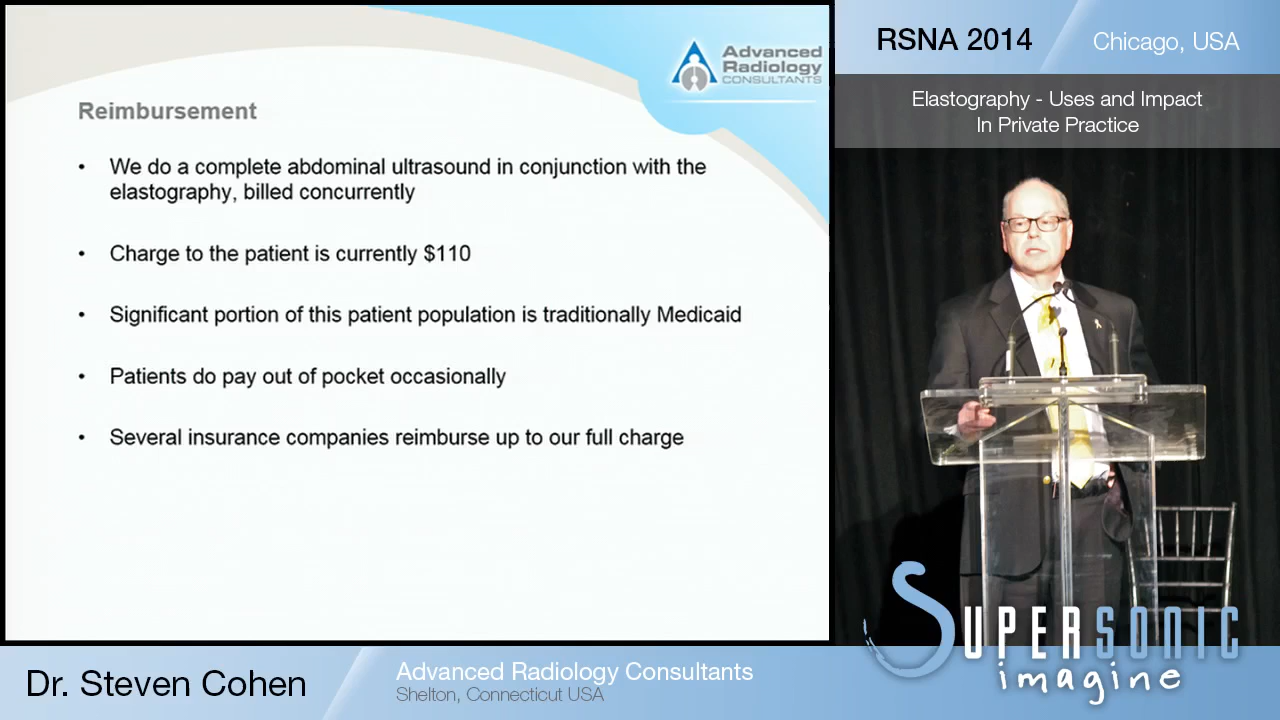 Advanced
Radiology
CONSULTANTS
Reimbursement
• We do a complete abdominal ultrasound in conjunction with the
elastography, billed concurrently
• Charge to the patient is currently $110
• Significant portion of this patient population is traditionally Medicaid
• Patients do pay out of pocket occasionally
• Several insurance companies reimburse up to our full charge
RSNA 2014
Chicago, USA
Elastography - Uses and Impact
In Private Practice
SUPERSONIC
imagine
Dr. Steven Cohen
Advanced Radiology Consultants
Shelton, Connecticut USA